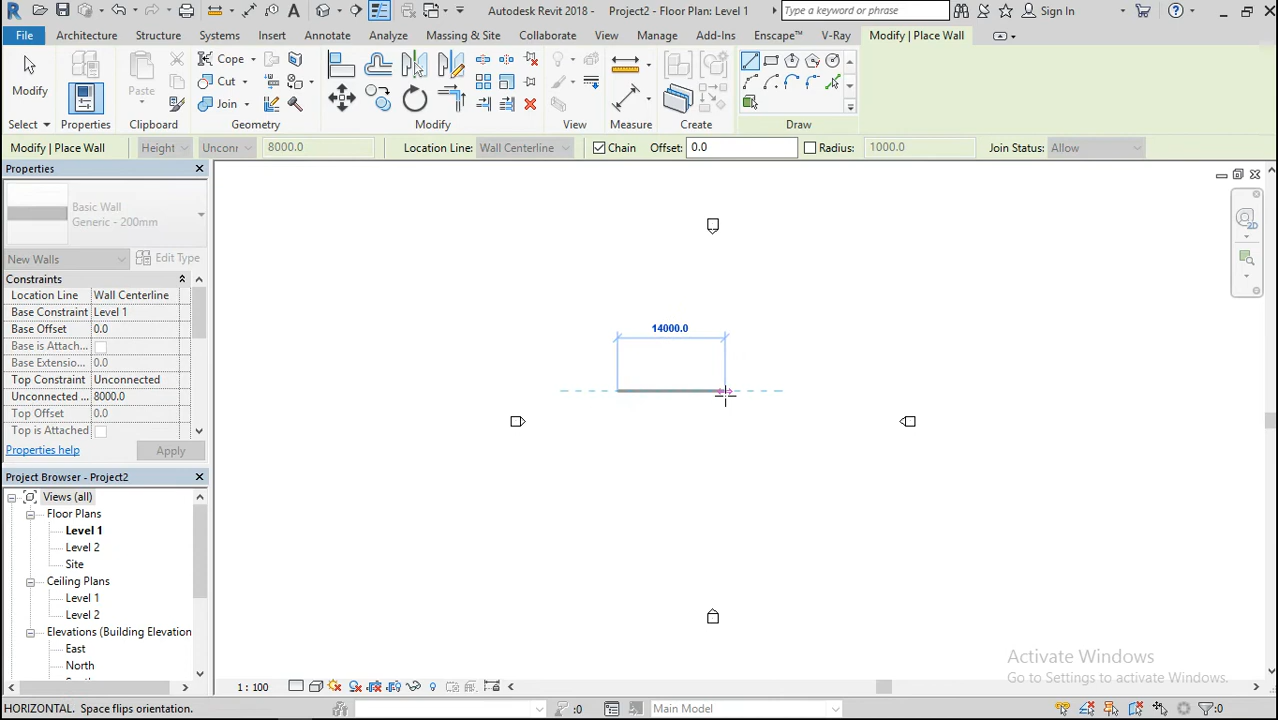 Autodesk Revit 2018 - Project2 - Floor Plan: Level 1
Type a keyword or phrase
Sign In
File Architecture Structure Systems Insert Annotate Analyze Massing & Site Collaborate View Manage Add-Ins Enscape™ V-Ray Modify | Place Wall
Modify
Paste
Cope
Cut
Join
Select Properties Clipboard Geometry Modify View Measure Create Draw
Modify | Place Wall Height Unconr 8000.0 Location Line: Wall Centerline Chain Offset: 0.0 Radius: 1000.0 Join Status: Allow
Properties
Basic Wall
Generic - 200mm
New Walls Edit Type
Constraints
Location Line Wall Centerline
Base Constraint Level 1
Base Offset 0.0
Base is Attach...
Base Extensio... 0.0
Top Constraint Unconnected
Unconnected ... 8000.0
Top Offset 0.0
Top is Attached
Properties help Apply
Project Browser - Project2
Views (all)
Floor Plans
Level 1
Level 2
Site
Ceiling Plans
Level 1
Level 2
Elevations (Building Elevation
East
North
14000.0
2D
Activate Windows
Go to Settings to activate Windows.
1 : 100
HORIZONTAL. Space flips orientation. :0 Main Model :0